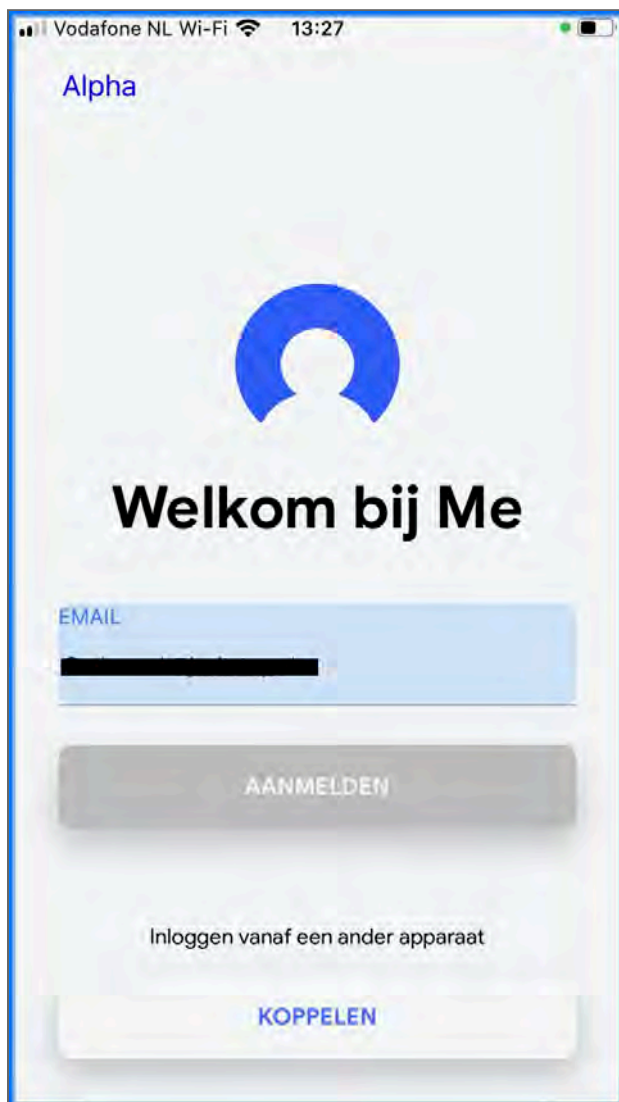 Vodafone NL Wi-Fi 13:27
Alpha
Welkom bij Me
EMAIL
AANMELDEN
Inloggen vanaf een ander apparaat
KOPPELEN